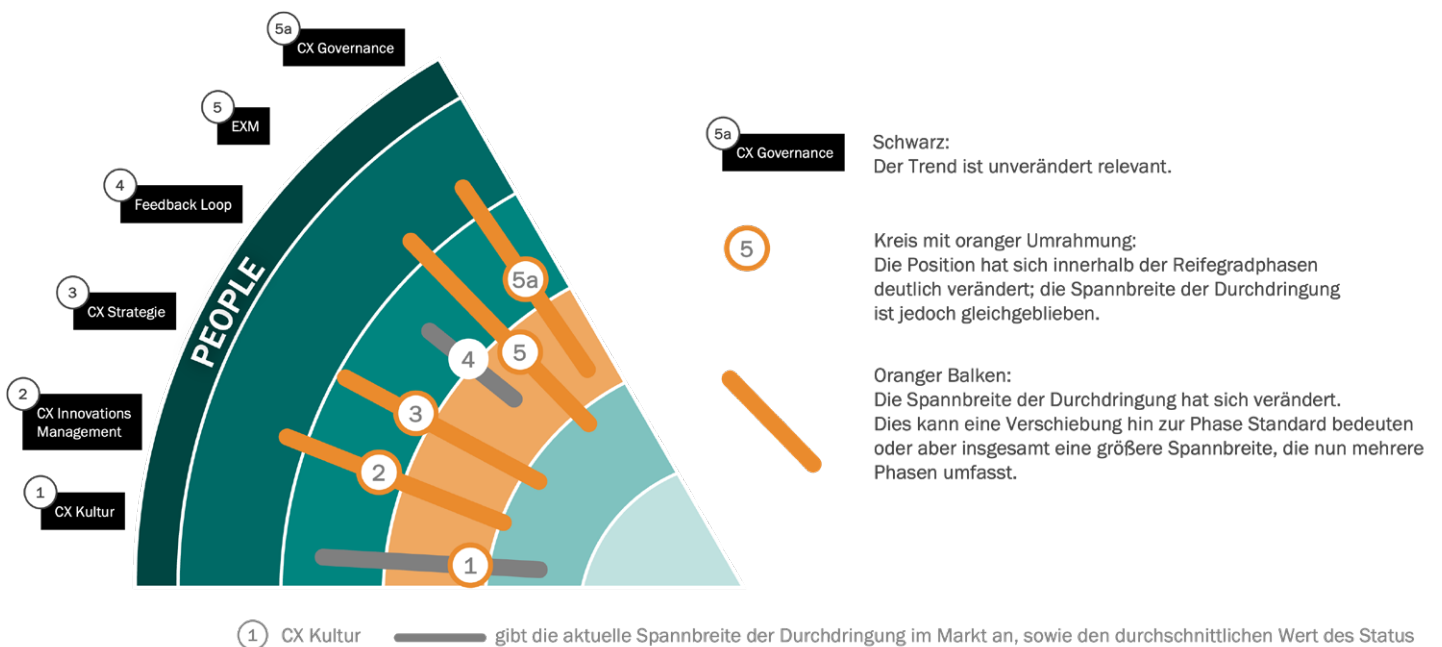 5a
CX Governance
5
EXM
4
Feedback Loop
3
CX Strategie
2
CX Innovations
Management
1
CX Kultur
PEOPLE
5a
5
4
3
2
1
5a
CX Governance
Schwarz:
Der Trend ist unverändert relevant.
5
Kreis mit oranger Umrahmung:
Die Position hat sich innerhalb der Reifegradphasen
deutlich verändert; die Spannbreite der Durchdringung
ist jedoch gleichgeblieben.
Oranger Balken:
Die Spannbreite der Durchdringung hat sich verändert.
Dies kann eine Verschiebung hin zur Phase Standard bedeuten
oder aber insgesamt eine größere Spannbreite, die nun mehrere
Phasen umfasst.
1 CX Kultur gibt die aktuelle Spannbreite der Durchdringung im Markt an, sowie den durchschnittlichen Wert des Status